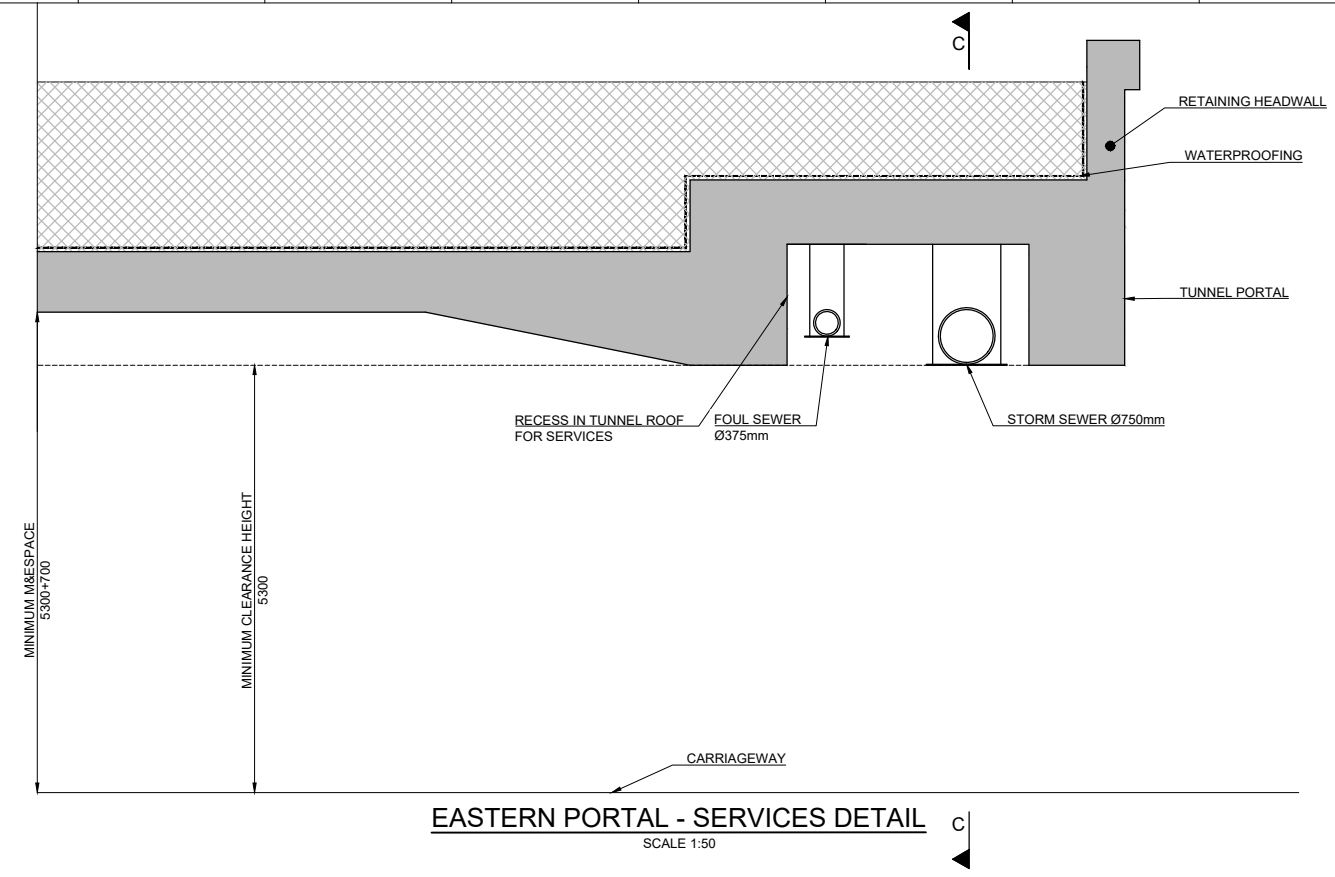 C
RETAINING HEADWALL
WATERPROOFING
TUNNEL PORTAL
RECESS IN TUNNEL ROOF
FOR SERVICES
FOUL SEWER
Ø375mm
STORM SEWER Ø750mm
MINIMUM M&ESPACE
5300+700
MINIMUM CLEARANCE HEIGHT
5300
CARRIAGEWAY
EASTERN PORTAL - SERVICES DETAIL
SCALE 1:50
C